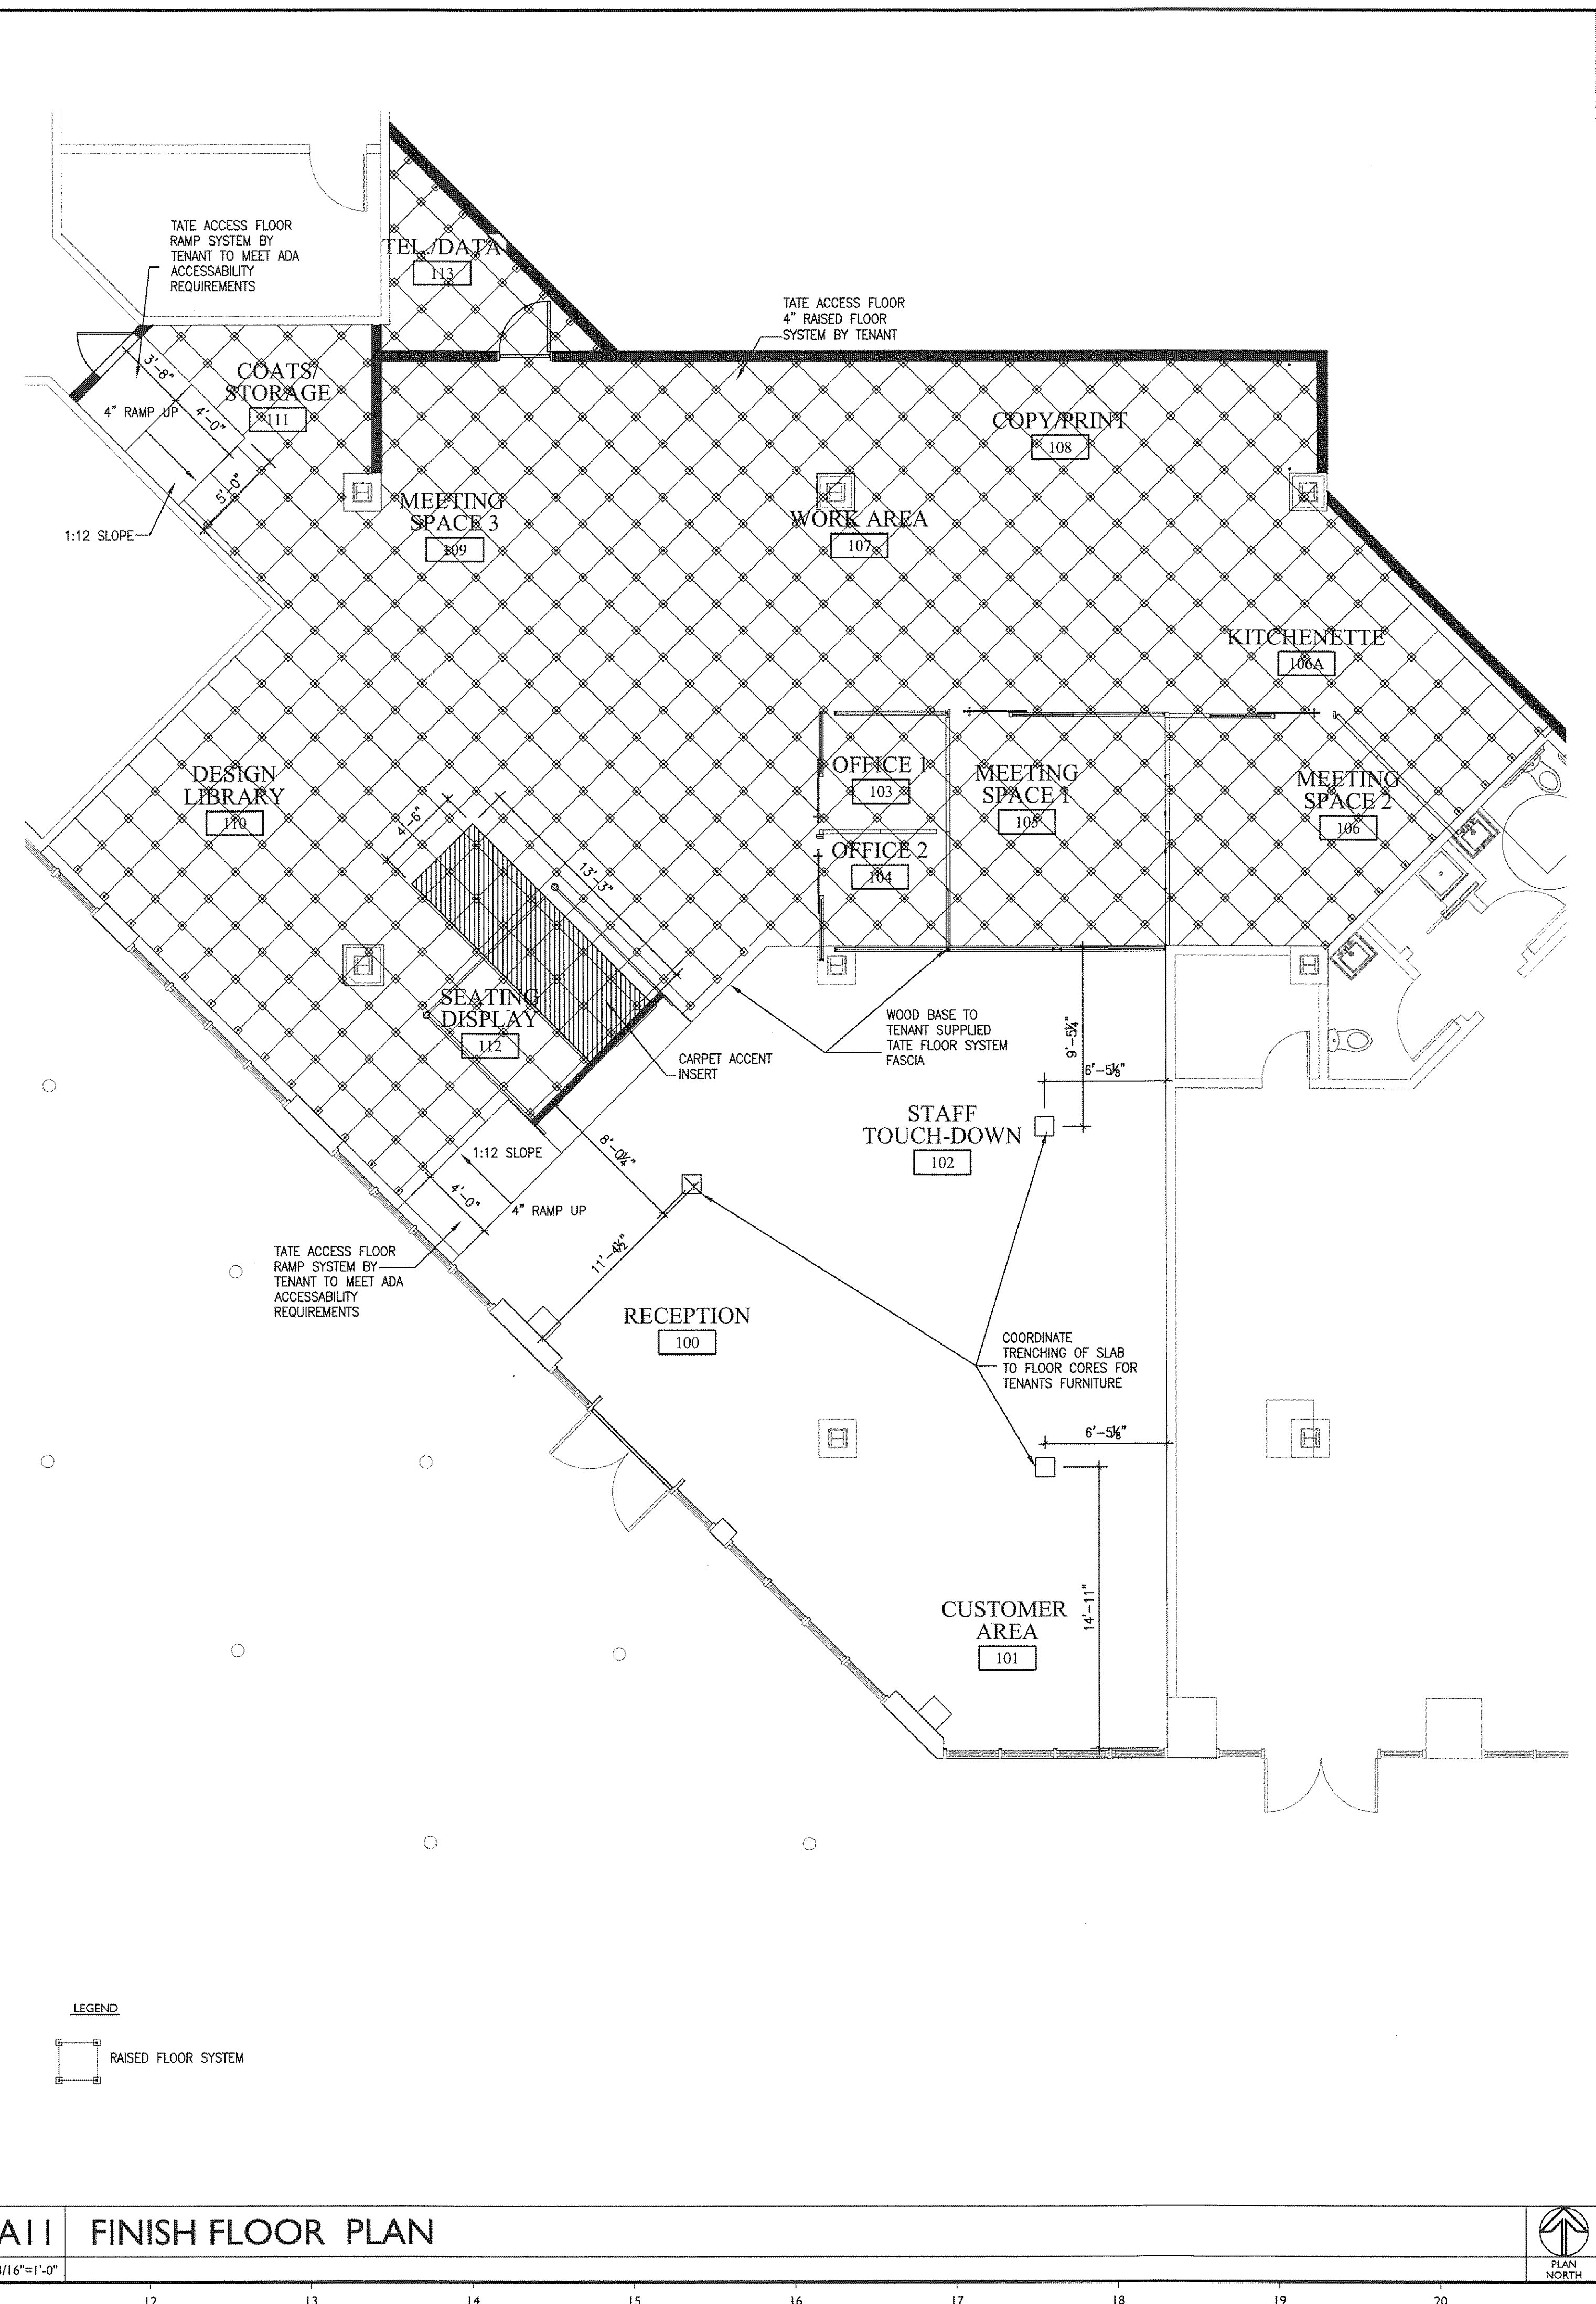 TATE ACCESS FLOOR
RAMP SYSTEM BY
TENANT TO MEET ADA
ACCESSABILITY
REQUIREMENTS
TEL./DATA
113
TATE ACCESS FLOOR
4" RAISED FLOOR
SYSTEM BY TENANT
3'-8"
COATS/
STORAGE
111
4" RAMP UP
4'-0"
5'-0"
1:12 SLOPE
COPY/PRINT
108
MEETING
SPACE 3
109
WORK AREA
107
KITCHENETTE
106A
DESIGN
LIBRARY
110
OFFICE 1
103
MEETING
SPACE 1
105
MEETING
SPACE 2
106
OFFICE 2
104
4'-6"
13'-3"
SEATING
DISPLAY
112
CARPET ACCENT
INSERT
WOOD BASE TO
TENANT SUPPLIED
TATE FLOOR SYSTEM
FASCIA
9'-5¼"
6'-5⅛"
STAFF
TOUCH-DOWN
102
1:12 SLOPE
8'-0¼"
4'-0"
4" RAMP UP
11'-4½"
TATE ACCESS FLOOR
RAMP SYSTEM BY
TENANT TO MEET ADA
ACCESSABILITY
REQUIREMENTS
RECEPTION
100
COORDINATE
TRENCHING OF SLAB
TO FLOOR CORES FOR
TENANTS FURNITURE
6'-5⅛"
14'-11"
CUSTOMER
AREA
101
LEGEND
RAISED FLOOR SYSTEM
A11
FINISH FLOOR PLAN
/16"=1'-0"
PLAN
NORTH
12 13 14 15 16 17 18 19 20